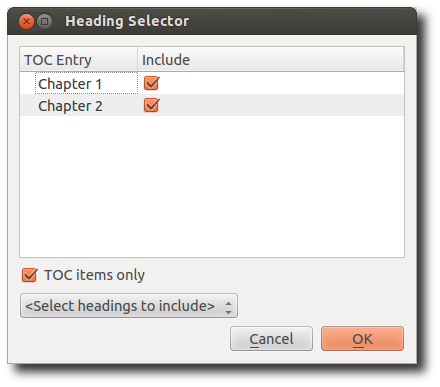 Heading Selector
TOC Entry Include
Chapter 1
Chapter 2
TOC items only
<Select headings to include>
Cancel OK